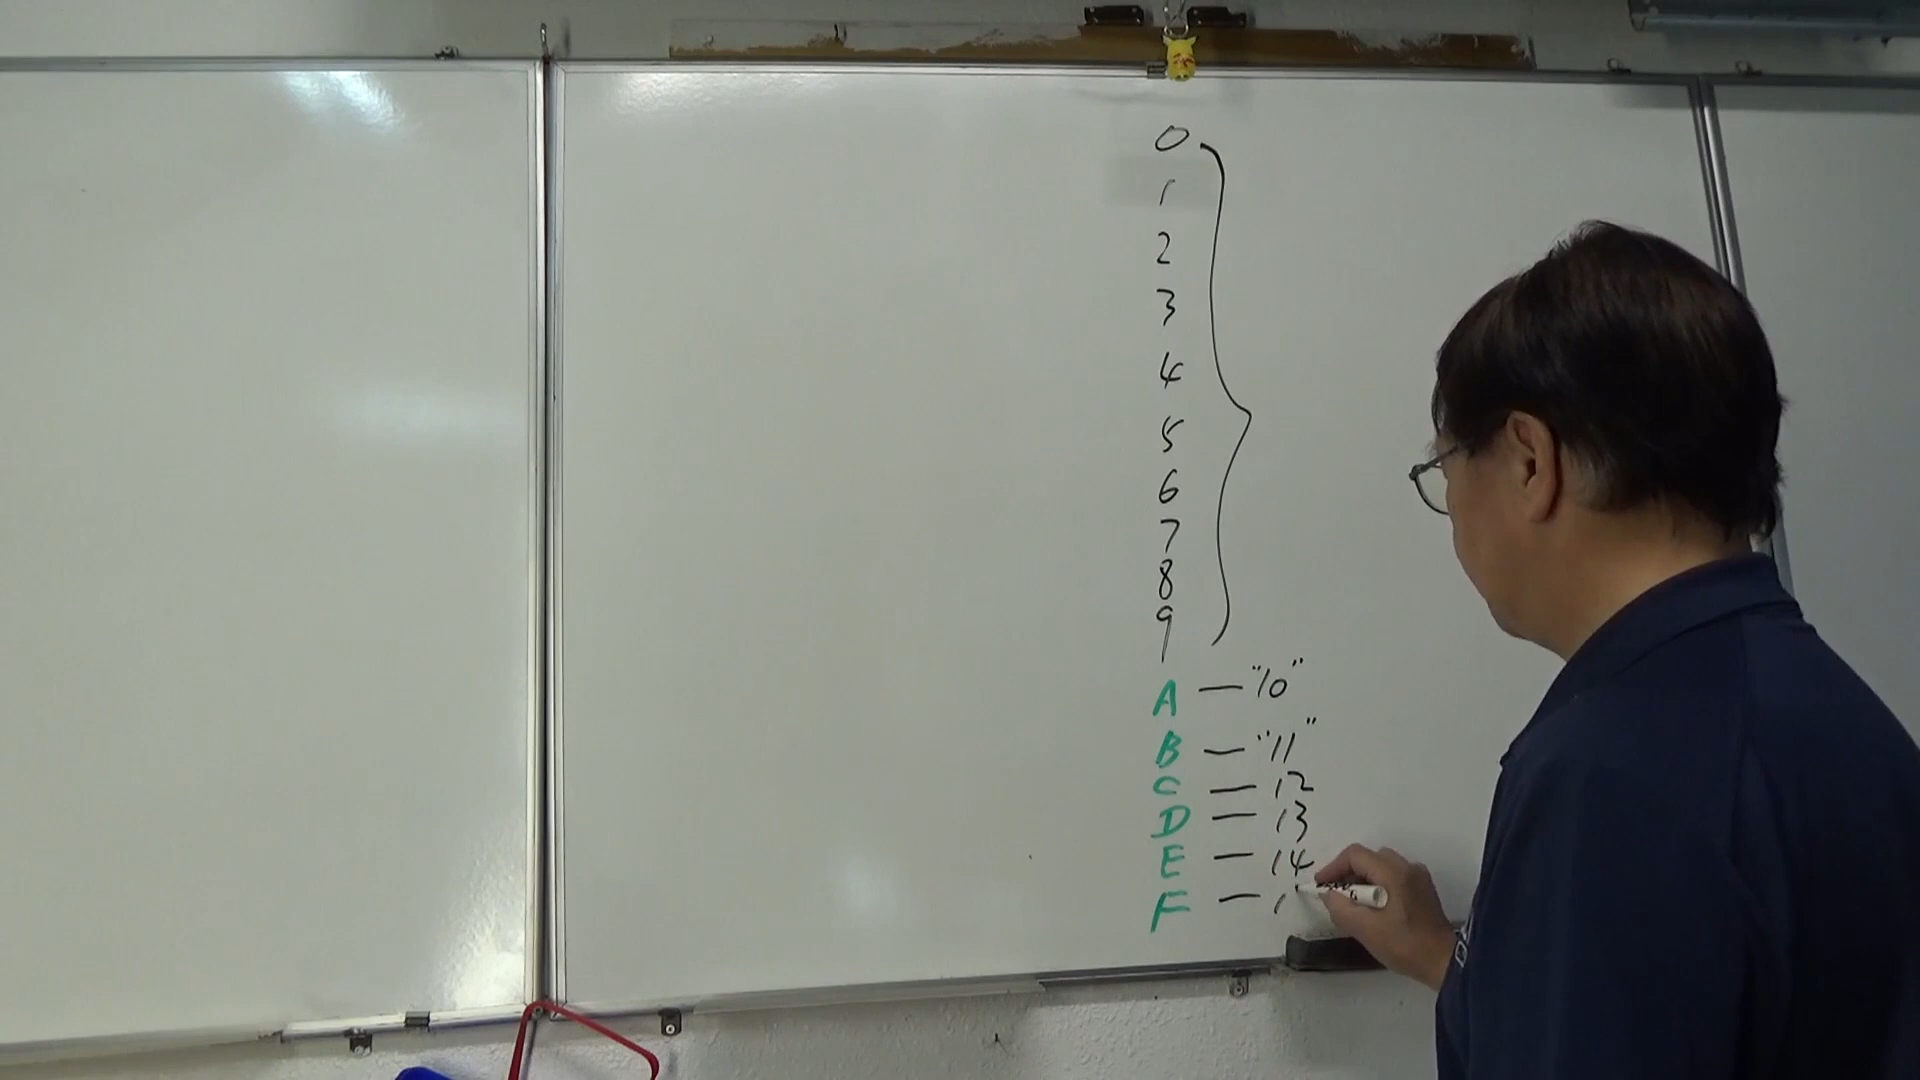 0
1
2
3
4
5
6
7
8
9
A — "10"
B — "11"
C — 12
D — 13
E — 14
F — 1